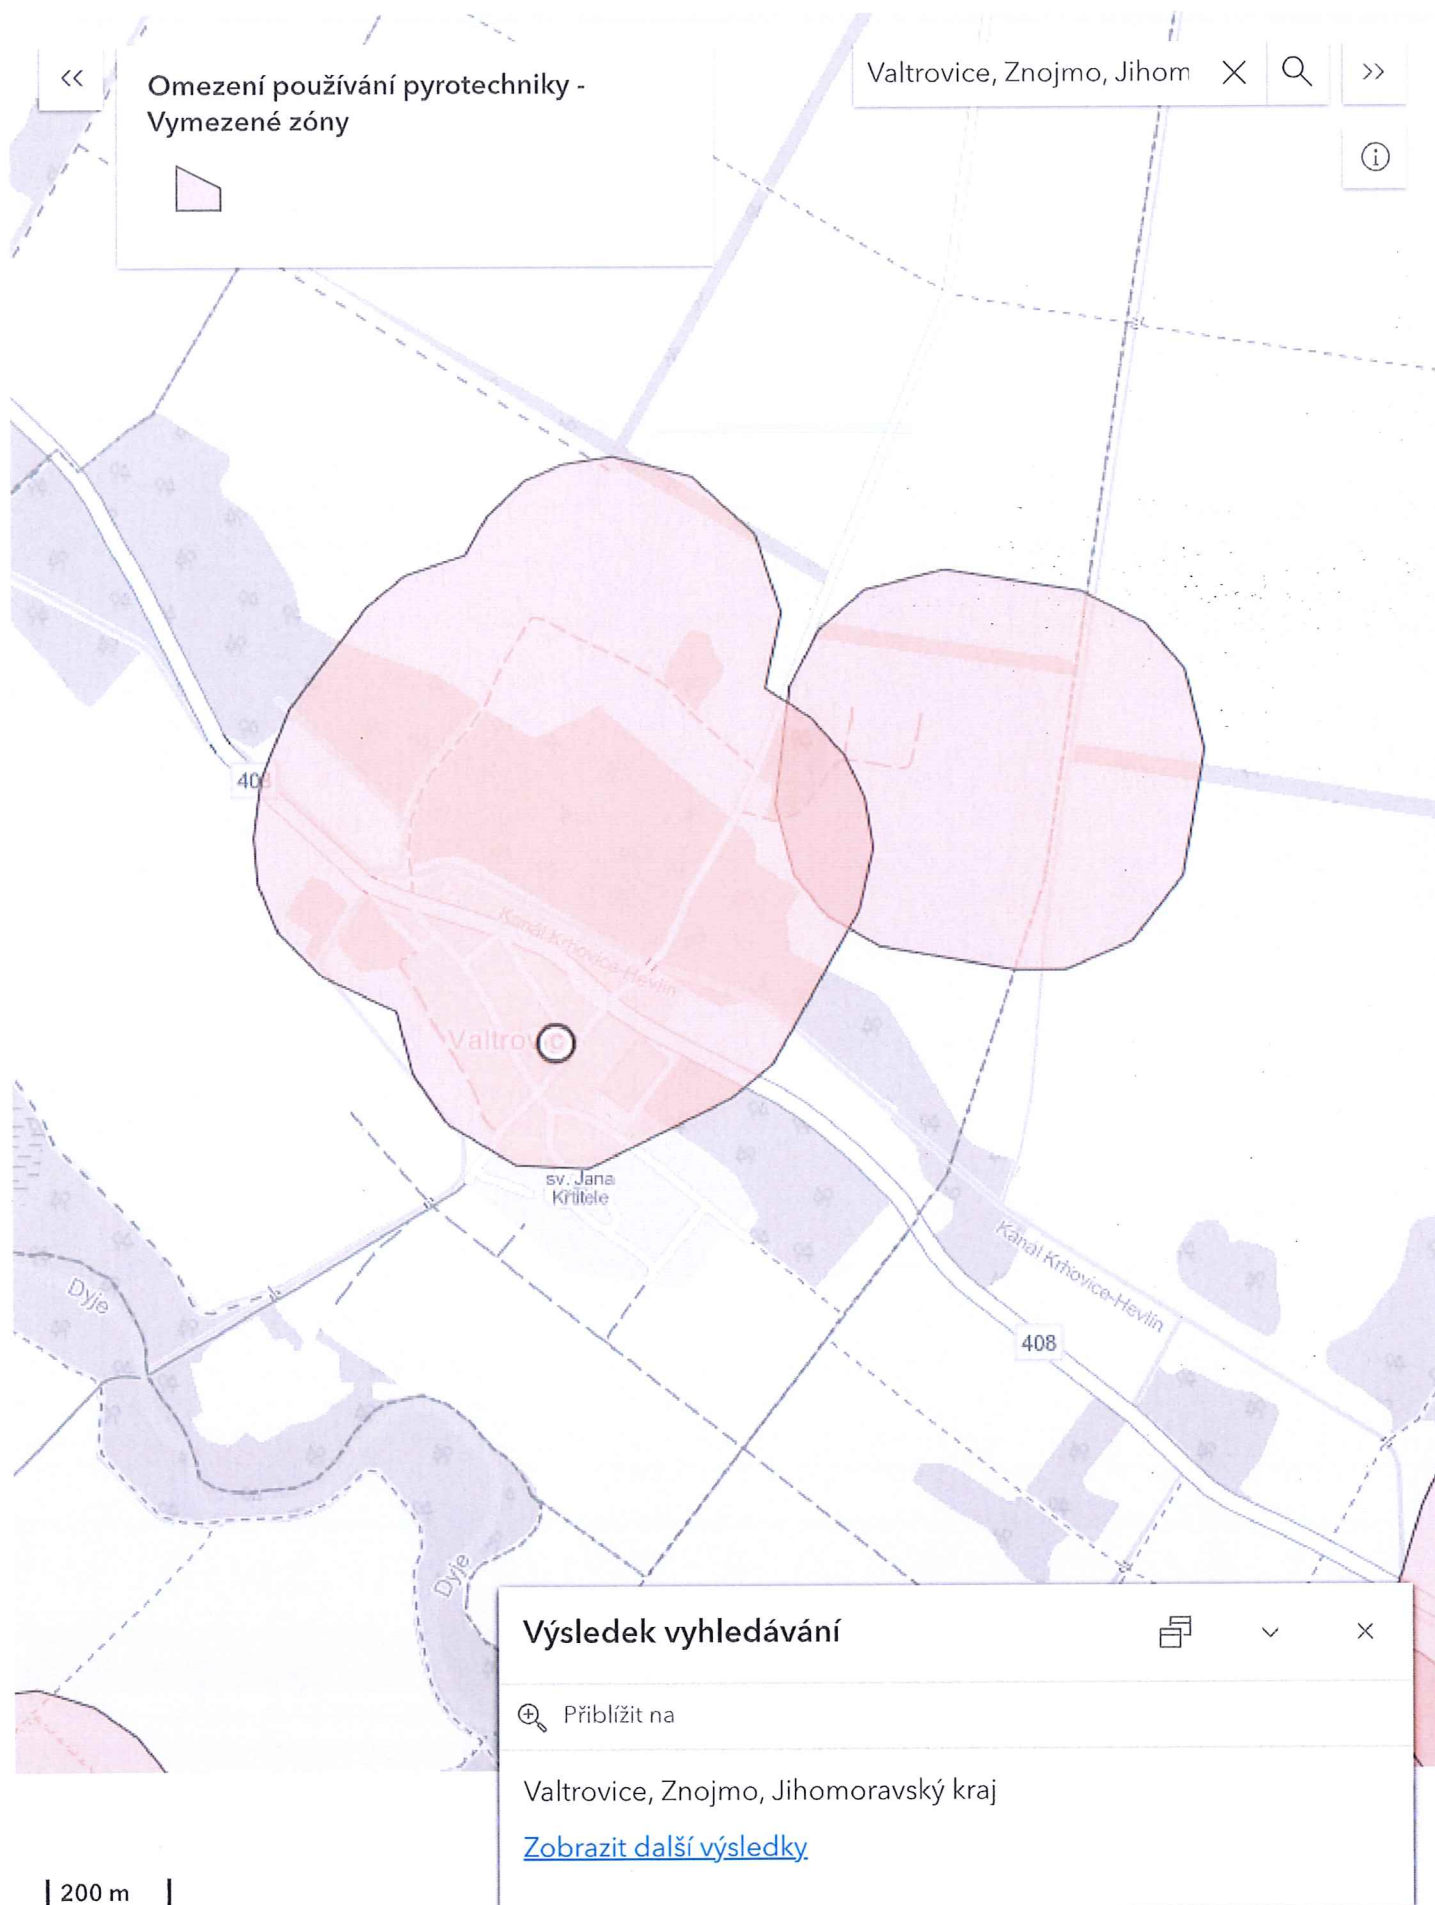 Omezení používání pyrotechniky -
Vymezené zóny
Valtrovice, Znojmo, Jihom
408
Kanál Krhovice-Hevlín
sv. Jana
Křtitele
Kanál Krhovice-Hevlín
Dyje
408
Dyje
Výsledek vyhledávání
Přiblížit na
Valtrovice, Znojmo, Jihomoravský kraj
Zobrazit další výsledky
200 m